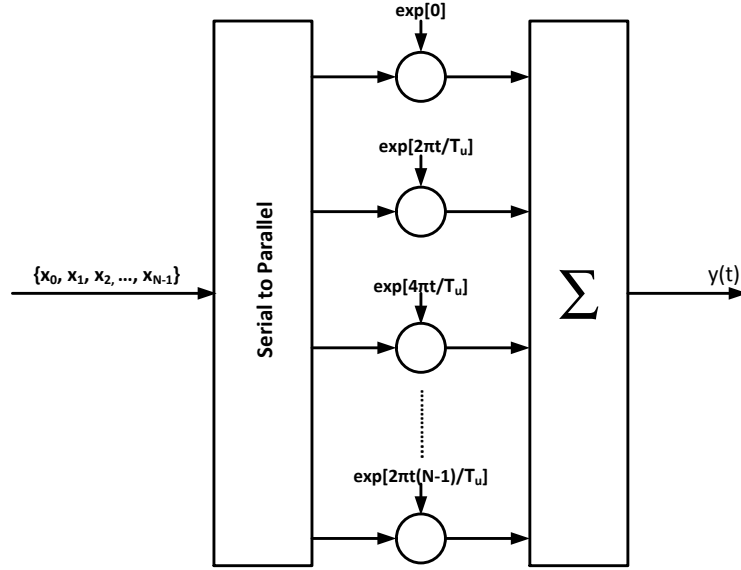 exp[0]
exp[2πt/Tᵤ]
{x₀, x₁, x₂, ..., x_N-1}
Serial to Parallel
exp[4πt/Tᵤ]
∑
y(t)
exp[2πt(N-1)/Tᵤ]